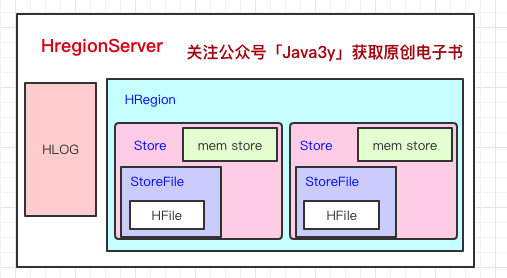 HregionServer
关注公众号「Java3y」获取原创电子书
HLOG
HRegion
Store
mem store
StoreFile
HFile
Store
mem store
StoreFile
HFile